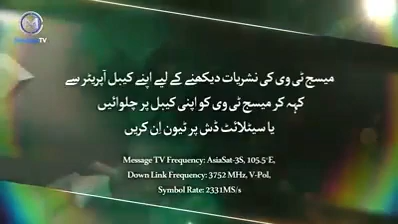 Message TV
میسج ٹی وی کی نشریات دیکھنے کے لیے اپنے کیبل آپریٹر سے
کہہ کر میسج ٹی وی کو اپنی کیبل پر چلوائیں
یا سیٹلائٹ ڈش پر ٹیون اِن کریں
Message TV Frequency: AsiaSat-3S, 105.5°E,
Down Link Frequency: 3752 MHz, V-Pol,
Symbol Rate: 2331MS/s